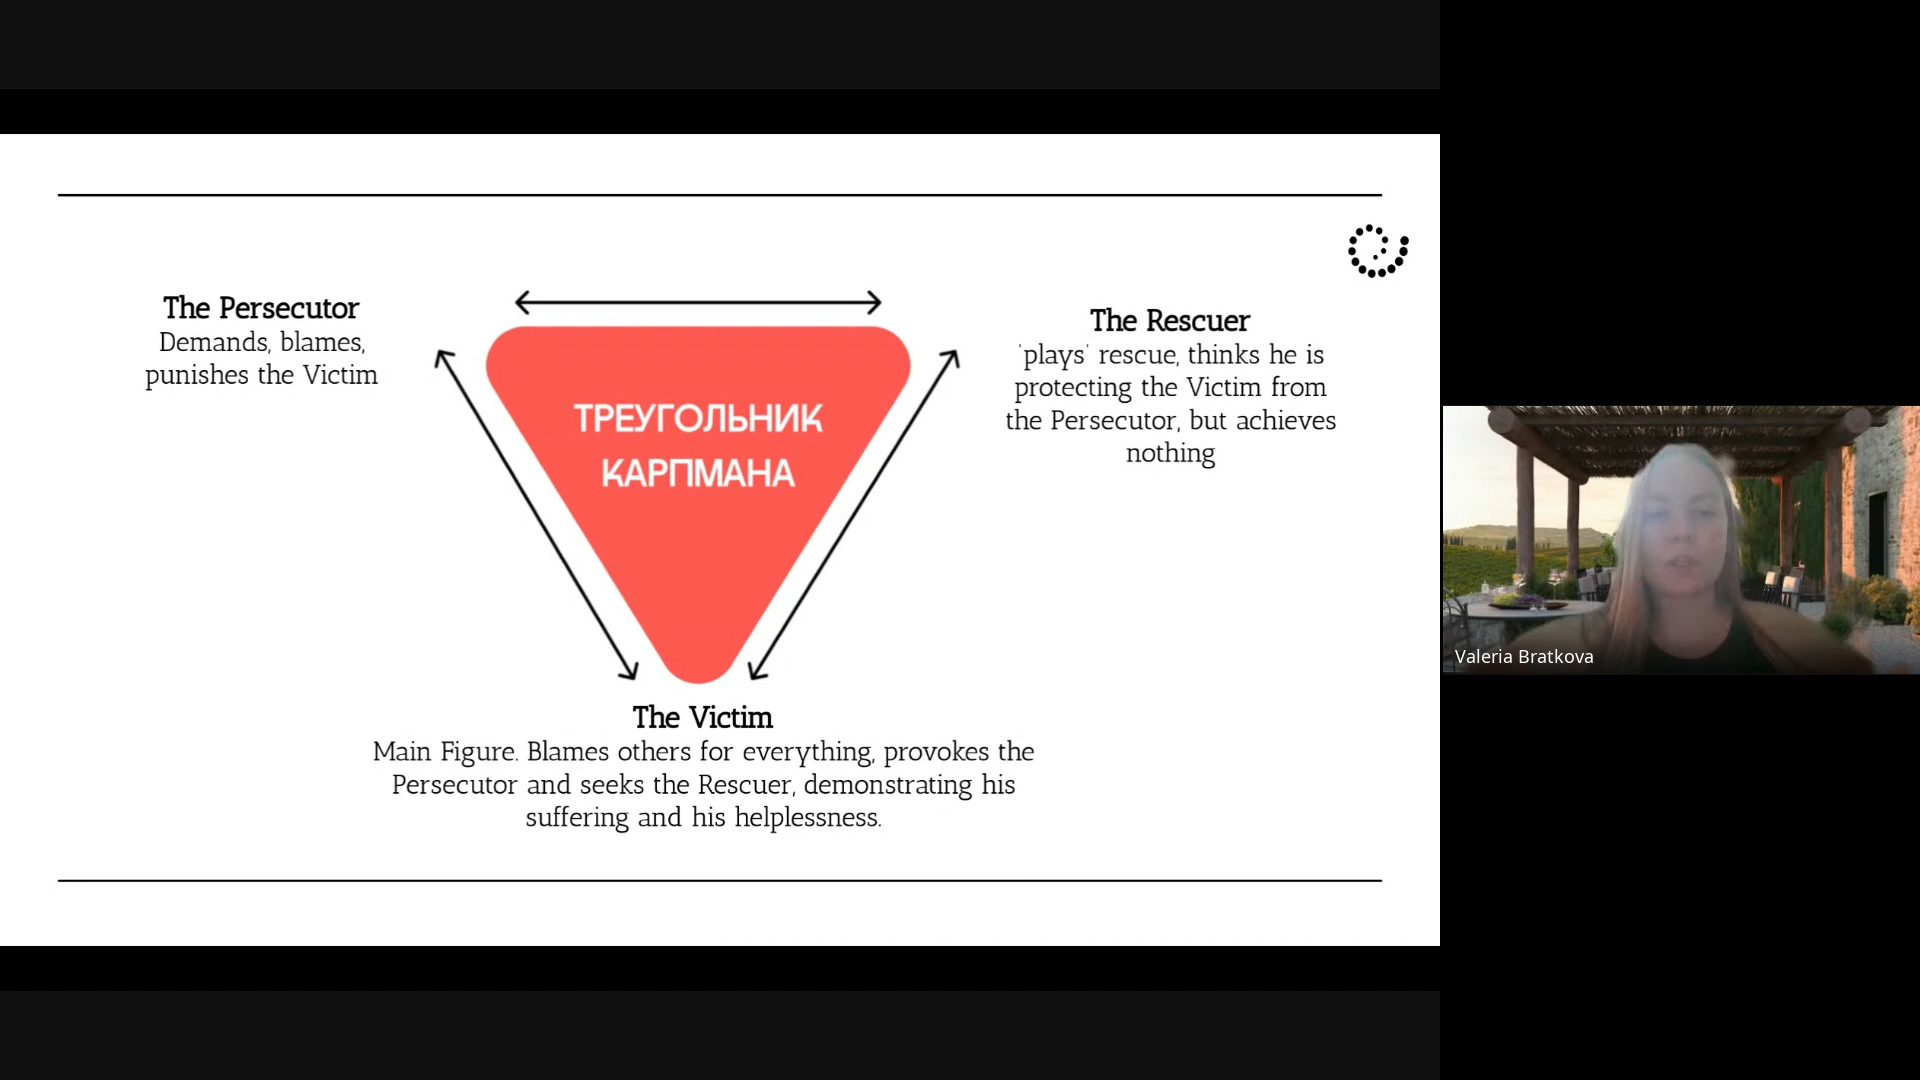 The Persecutor
Demands, blames,
punishes the Victim
ТРЕУГОЛЬНИК
КАРПМАНА
The Rescuer
'plays' rescue, thinks he is
protecting the Victim from
the Persecutor, but achieves
nothing
The Victim
Main Figure. Blames others for everything, provokes the
Persecutor and seeks the Rescuer, demonstrating his
suffering and his helplessness.
Valeria Bratkova